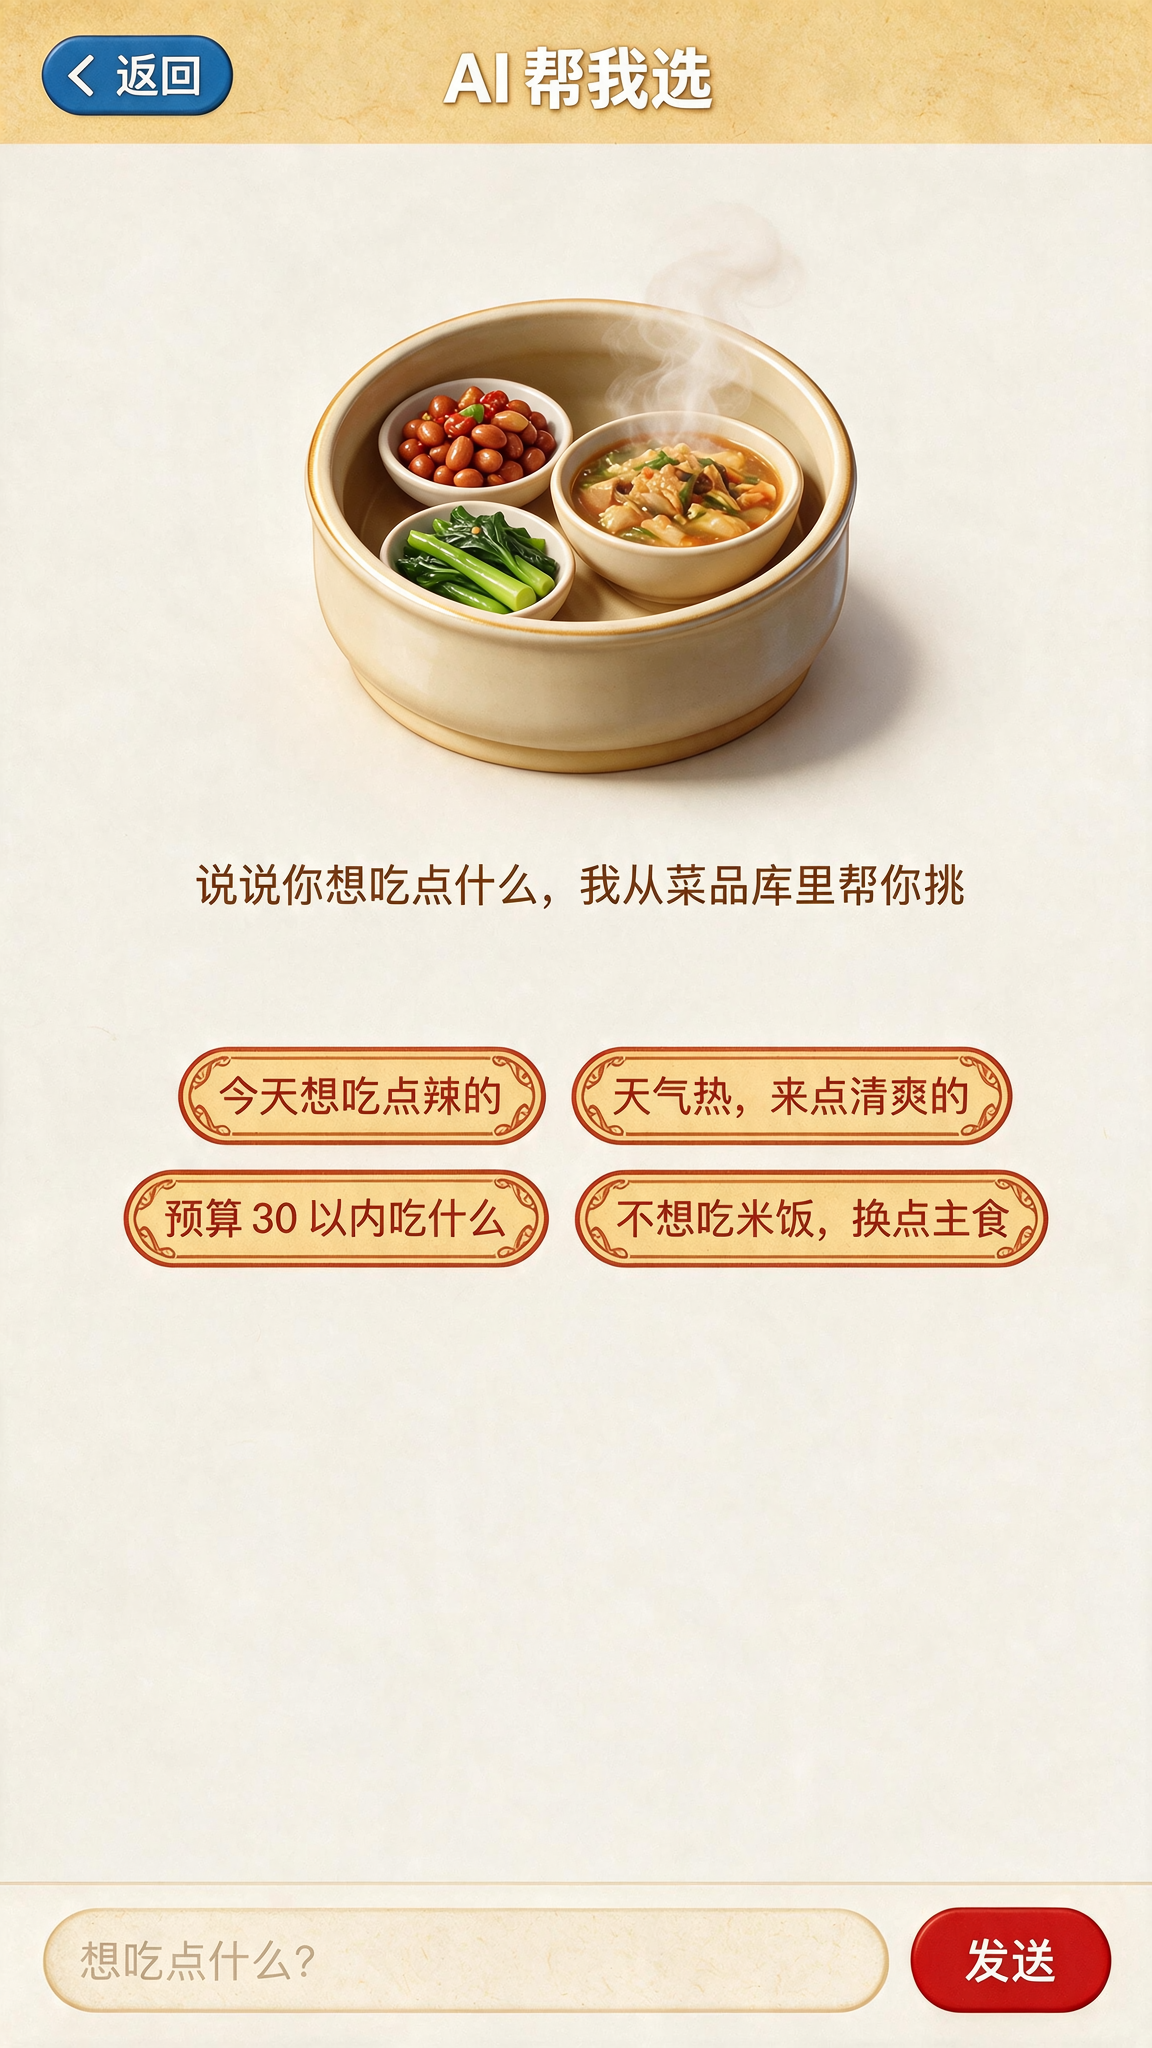 返回
AI 帮我选
说说你想吃点什么，我从菜品库里帮你挑
今天想吃点辣的
天气热，来点清爽的
预算 30 以内吃什么
不想吃米饭，换点主食
想吃点什么？
发送